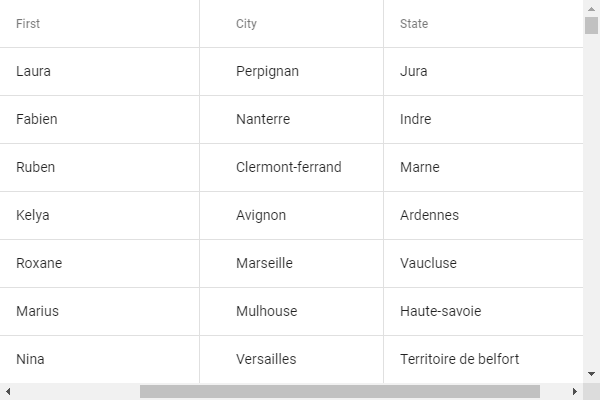 First City State
Laura Perpignan Jura
Fabien Nanterre Indre
Ruben Clermont-ferrand Marne
Kelya Avignon Ardennes
Roxane Marseille Vaucluse
Marius Mulhouse Haute-savoie
Nina Versailles Territoire de belfort